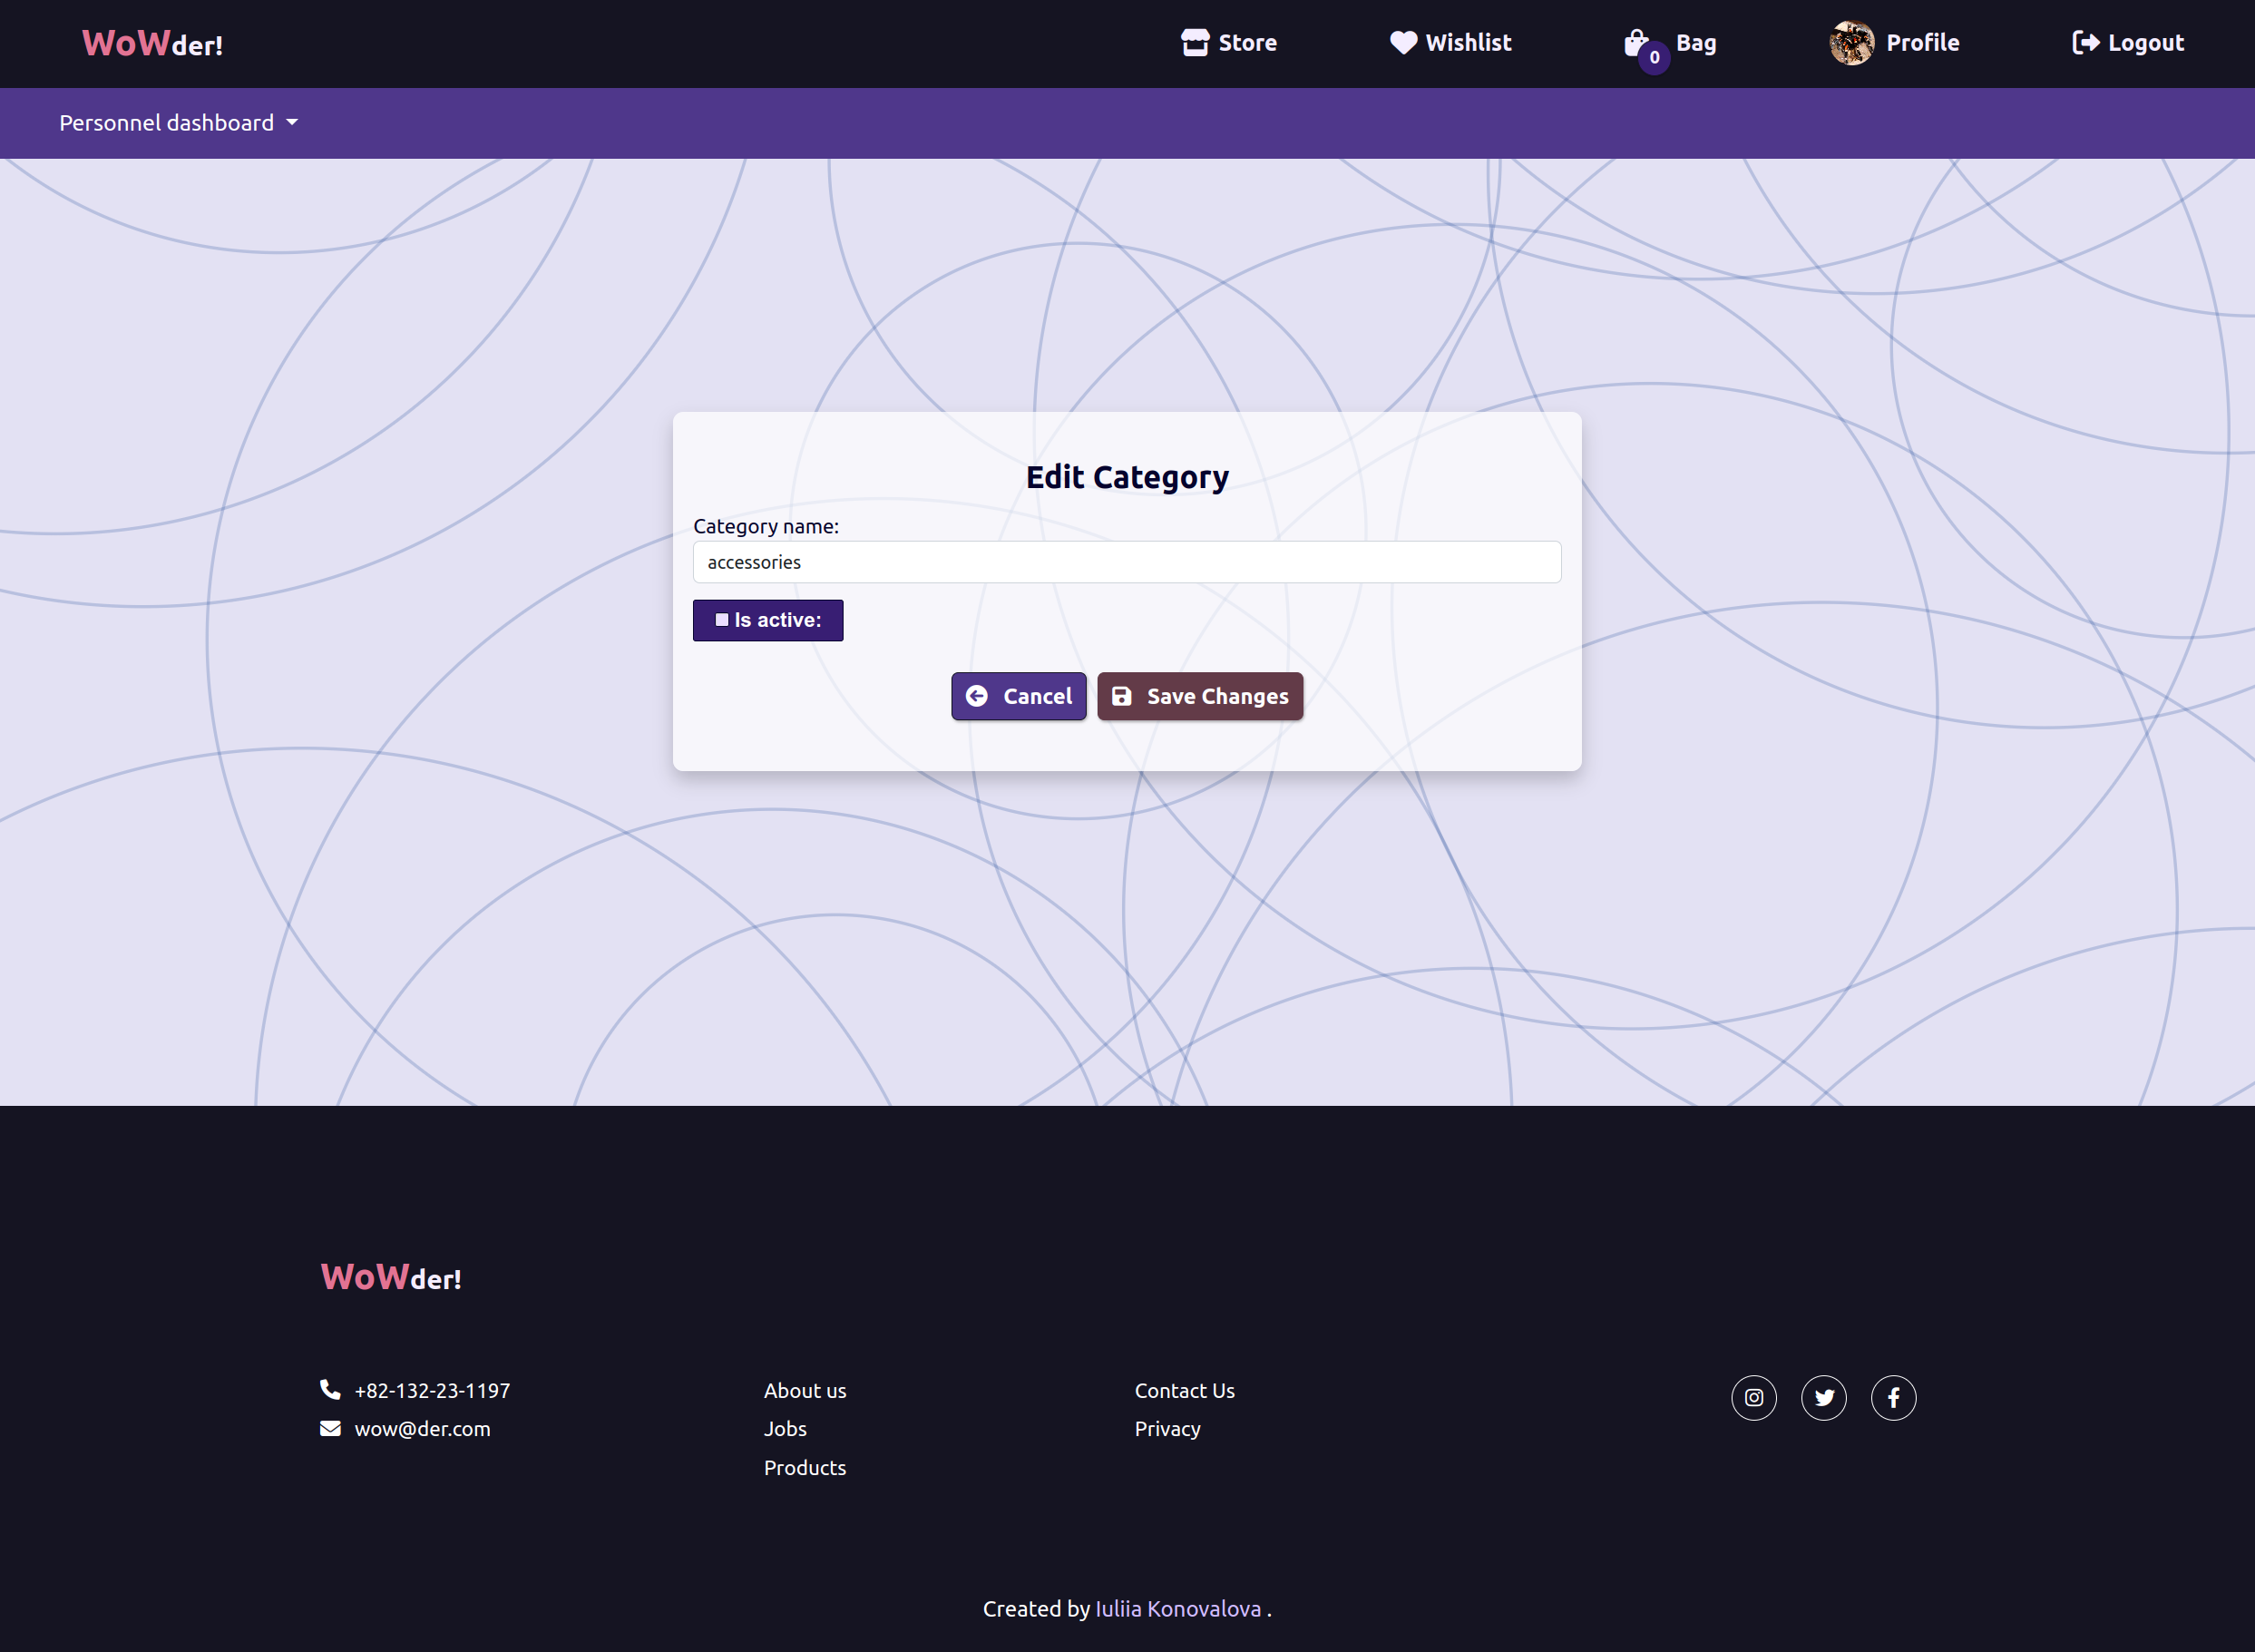 WoWder!
Store
Wishlist
0
Bag
Profile
Logout
Personnel dashboard
Edit Category
Category name:
accessories
Is active:
Cancel
Save Changes
WoWder!
+82-132-23-1197
wow@der.com
About us
Jobs
Products
Contact Us
Privacy
Created by Iuliia Konovalova .